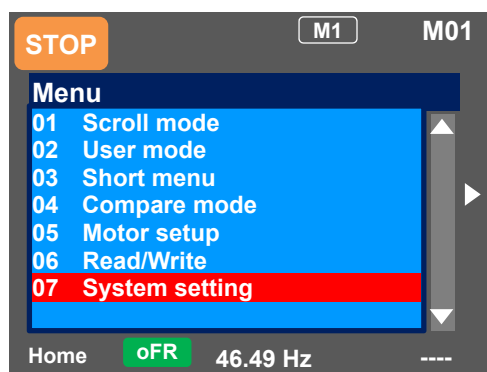 STOP M1 M01
Menu
01 Scroll mode
02 User mode
03 Short menu
04 Compare mode
05 Motor setup
06 Read/Write
07 System setting
Home oFR 46.49 Hz ----